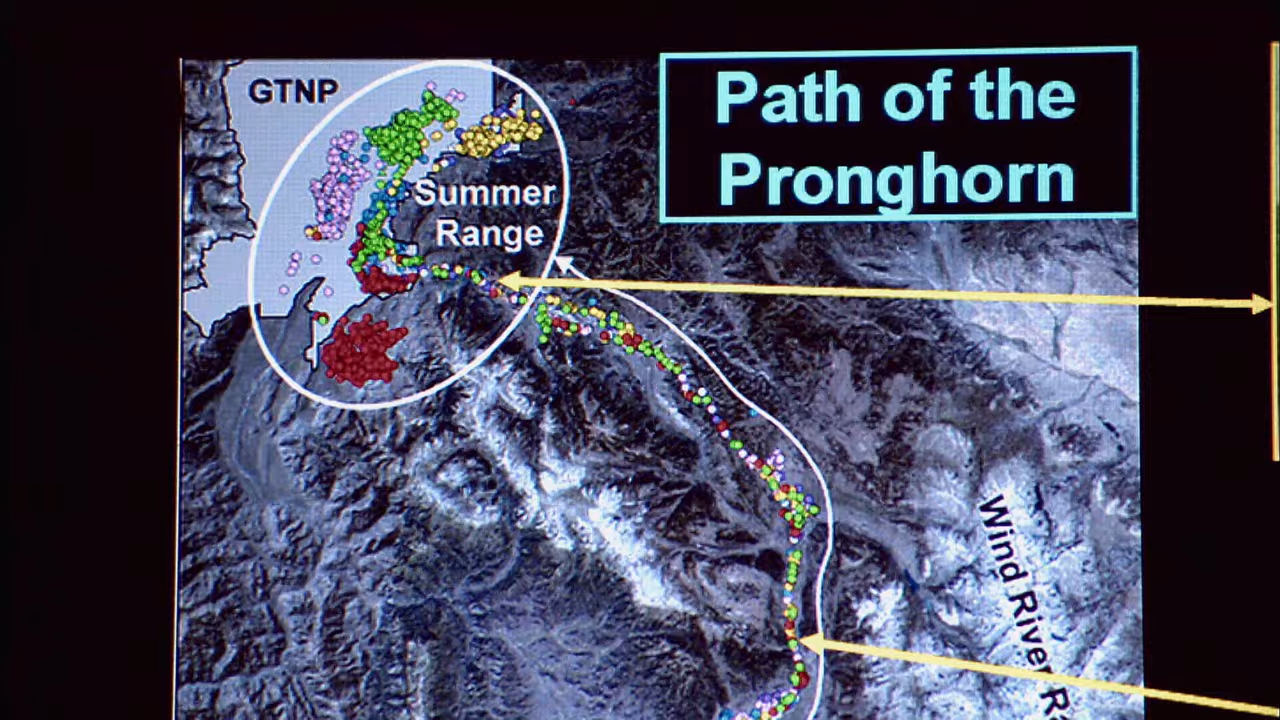 GTNP
Path of the
Pronghorn
Summer
Range
Wind River